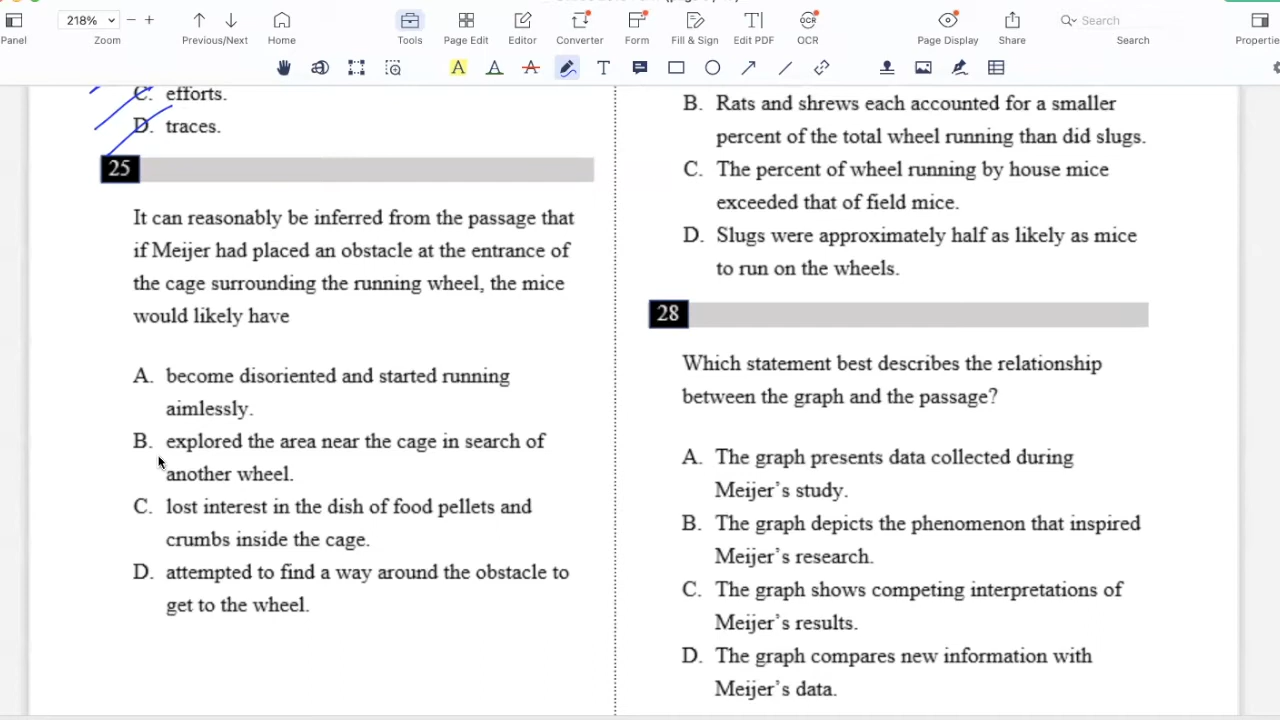 218%
Panel
Zoom
Previous/Next
Home
Tools
Page Edit
Editor
Converter
Form
Fill & Sign
Edit PDF
OCR
OCR
Page Display
Share
Search
Search
Propertie
C. efforts.
D. traces.
25
It can reasonably be inferred from the passage that
if Meijer had placed an obstacle at the entrance of
the cage surrounding the running wheel, the mice
would likely have
A. become disoriented and started running
aimlessly.
B. explored the area near the cage in search of
another wheel.
C. lost interest in the dish of food pellets and
crumbs inside the cage.
D. attempted to find a way around the obstacle to
get to the wheel.
B. Rats and shrews each accounted for a smaller
percent of the total wheel running than did slugs.
C. The percent of wheel running by house mice
exceeded that of field mice.
D. Slugs were approximately half as likely as mice
to run on the wheels.
28
Which statement best describes the relationship
between the graph and the passage?
A. The graph presents data collected during
Meijer's study.
B. The graph depicts the phenomenon that inspired
Meijer's research.
C. The graph shows competing interpretations of
Meijer's results.
D. The graph compares new information with
Meijer's data.